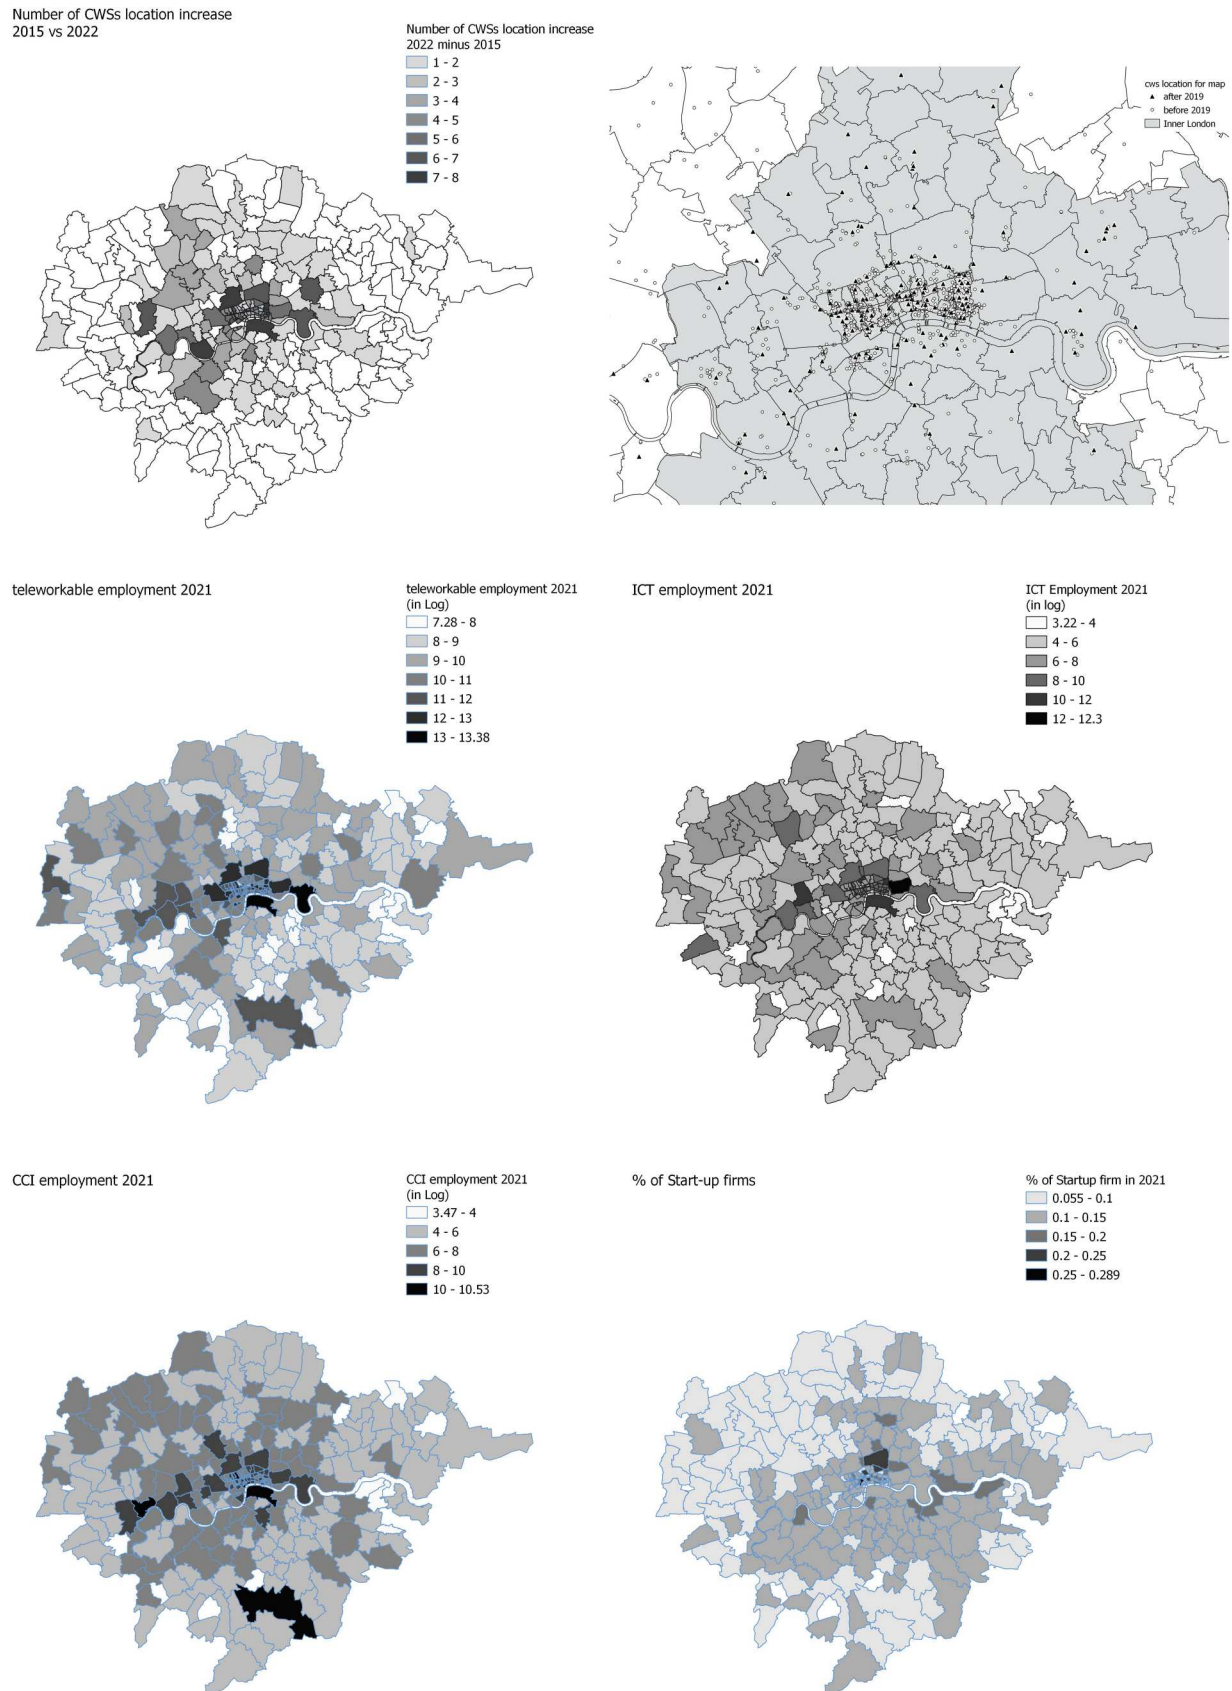 Number of CWSs location increase
2015 vs 2022
Number of CWSs location increase
2022 minus 2015
1 - 2
2 - 3
3 - 4
4 - 5
5 - 6
6 - 7
7 - 8
cws location for map
after 2019
before 2019
Inner London
teleworkable employment 2021
teleworkable employment 2021
(in Log)
7.28 - 8
8 - 9
9 - 10
10 - 11
11 - 12
12 - 13
13 - 13.38
ICT employment 2021
ICT Employment 2021
(in log)
3.22 - 4
4 - 6
6 - 8
8 - 10
10 - 12
12 - 12.3
CCI employment 2021
CCI employment 2021
(in Log)
3.47 - 4
4 - 6
6 - 8
8 - 10
10 - 10.53
% of Start-up firms
% of Startup firm in 2021
0.055 - 0.1
0.1 - 0.15
0.15 - 0.2
0.2 - 0.25
0.25 - 0.289